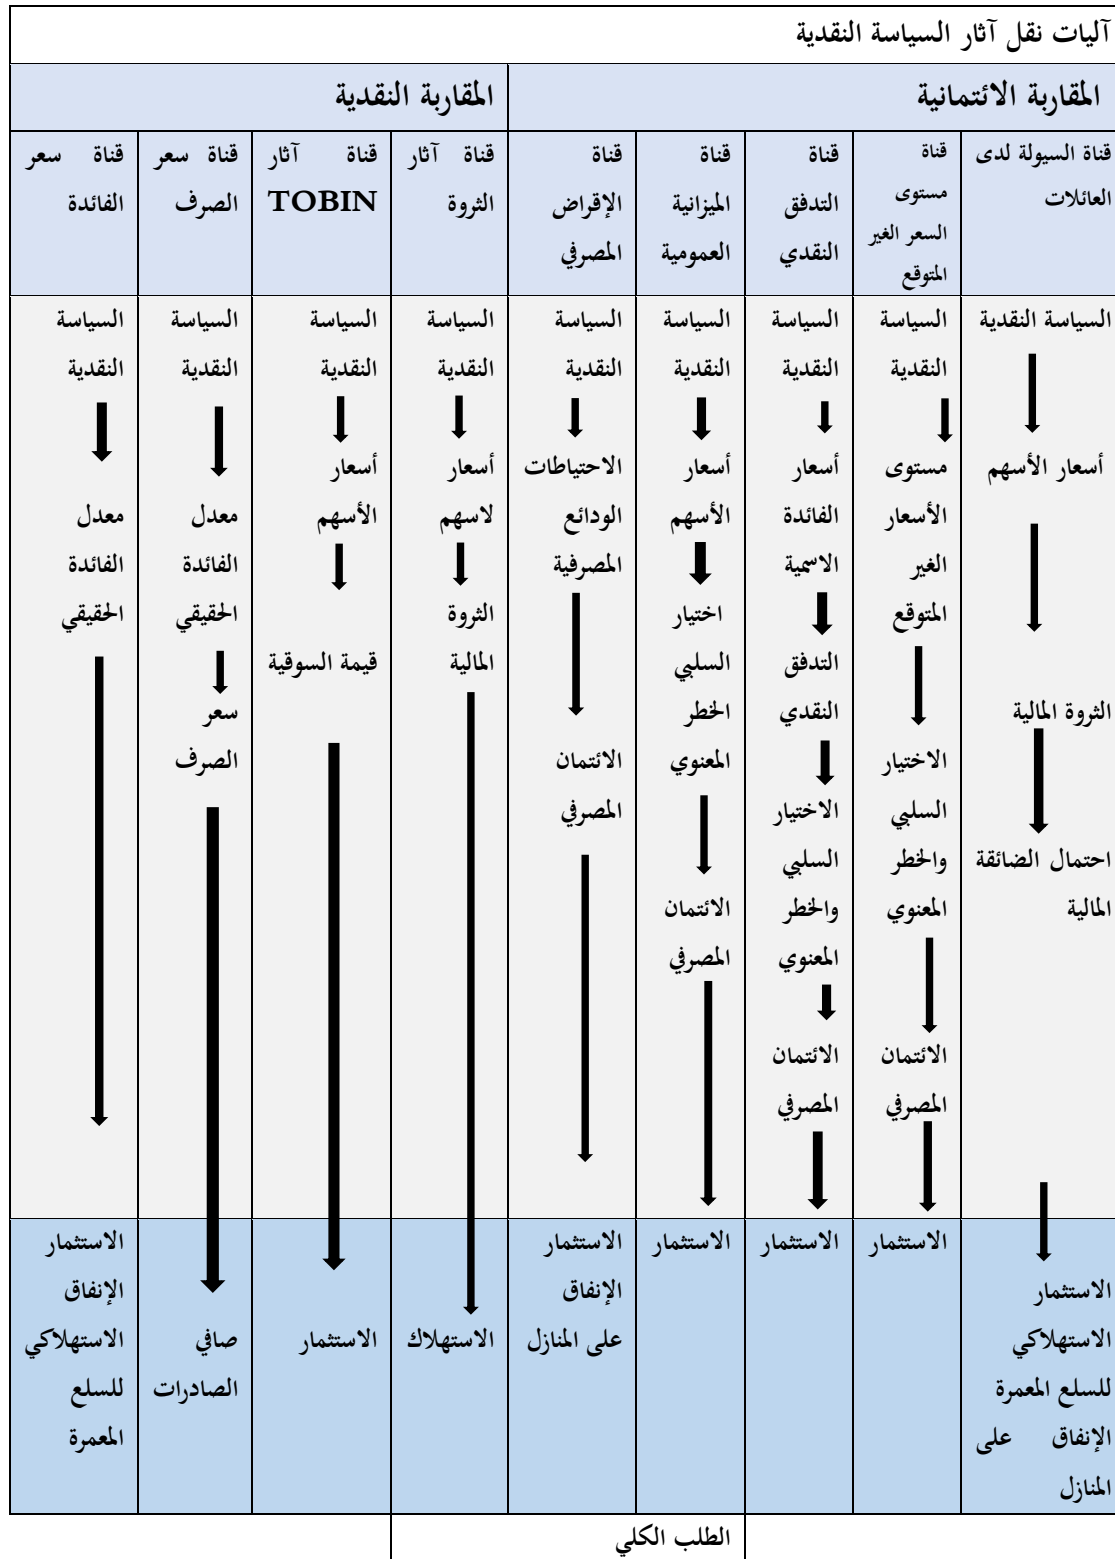 آليات نقل آثار السياسة النقدية
المقاربة الائتمانية
المقاربة النقدية
قناة السيولة لدى
العائلات
قناة
مستوى
السعر الغير
المتوقع
قناة
التدفق
النقدي
قناة
الميزانية
العمومية
قناة
الإقراض
المصرفي
قناة آثار
الثروة
قناة آثار
TOBIN
قناة سعر
الصرف
قناة سعر
الفائدة
السياسة النقدية
أسعار الأسهم
الثروة المالية
احتمال الضائقة
المالية
السياسة
النقدية
مستوى
الأسعار
الغير
المتوقع
الاختيار
السلبي
والخطر
المعنوي
الائتمان
المصرفي
السياسة
النقدية
أسعار
الفائدة
الاسمية
التدفق
النقدي
الاختيار
السلبي
والخطر
المعنوي
الائتمان
المصرفي
السياسة
النقدية
أسعار
الأسهم
اختيار
السلبي
الخطر
المعنوي
الائتمان
المصرفي
السياسة
النقدية
الاحتياطات
الودائع
المصرفية
الائتمان
المصرفي
السياسة
النقدية
أسعار
لاسهم
الثروة
المالية
السياسة
النقدية
أسعار
الأسهم
قيمة السوقية
السياسة
النقدية
معدل
الفائدة
الحقيقي
سعر
الصرف
السياسة
النقدية
معدل
الفائدة
الحقيقي
الاستثمار
الاستهلاكي
للسلع المعمرة
الإنفاق على
المنازل
الاستثمار
الاستثمار
الاستثمار
الاستثمار
الإنفاق
على المنازل
الاستهلاك
الاستثمار
صافي
الصادرات
الاستثمار
الإنفاق
الاستهلاكي
للسلع
المعمرة
الطلب الكلي